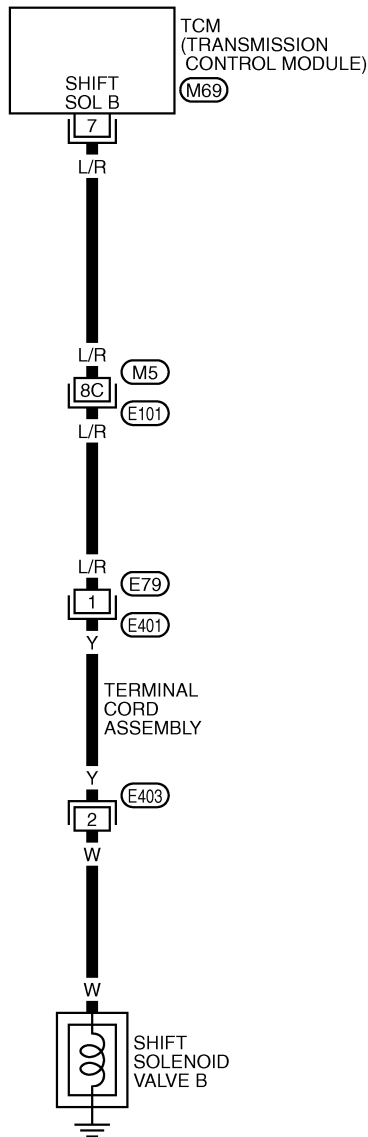 TCM
(TRANSMISSION
CONTROL MODULE)
M69
SHIFT
SOL B
7
L/R
L/R
M5
8C
E101
L/R
L/R
E79
1
E401
Y
TERMINAL
CORD
ASSEMBLY
Y
E403
2
W
W
SHIFT
SOLENOID
VALVE B